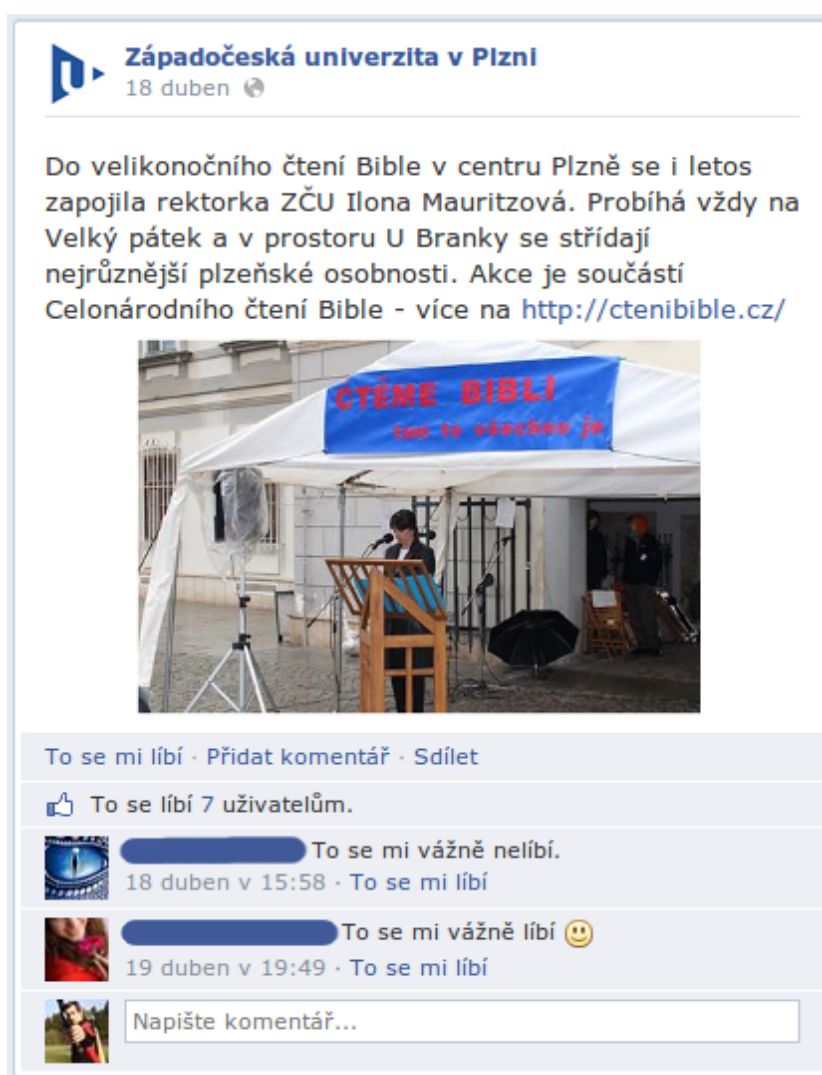 Západočeská univerzita v Plzni
18 duben
Do velikonočního čtení Bible v centru Plzně se i letos
zapojila rektorka ZČU Ilona Mauritzová. Probíhá vždy na
Velký pátek a v prostoru U Branky se střídají
nejrůznější plzeňské osobnosti. Akce je součástí
Celonárodního čtení Bible - více na http://ctenibible.cz/
ČTĚME BIBLI
tam to všechno je
To se mi líbí · Přidat komentář · Sdílet
To se líbí 7 uživatelům.
To se mi vážně nelíbí.
18 duben v 15:58 · To se mi líbí
To se mi vážně líbí
19 duben v 19:49 · To se mi líbí
Napište komentář...